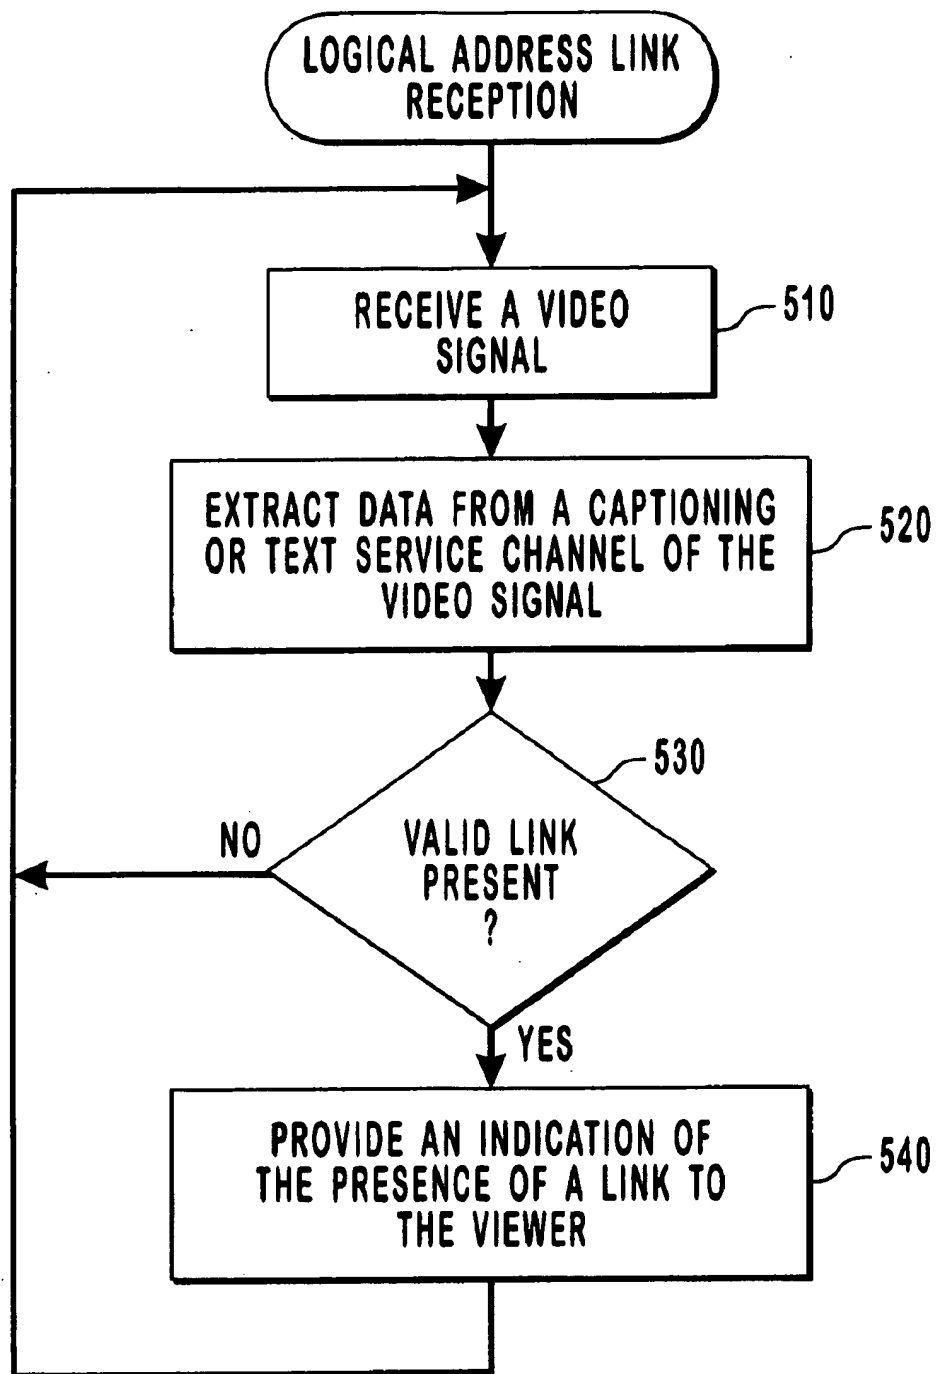 LOGICAL ADDRESS LINK
RECEPTION
RECEIVE A VIDEO
SIGNAL
510
EXTRACT DATA FROM A CAPTIONING
OR TEXT SERVICE CHANNEL OF THE
VIDEO SIGNAL
520
530
NO
VALID LINK
PRESENT
?
YES
PROVIDE AN INDICATION OF
THE PRESENCE OF A LINK TO
THE VIEWER
540